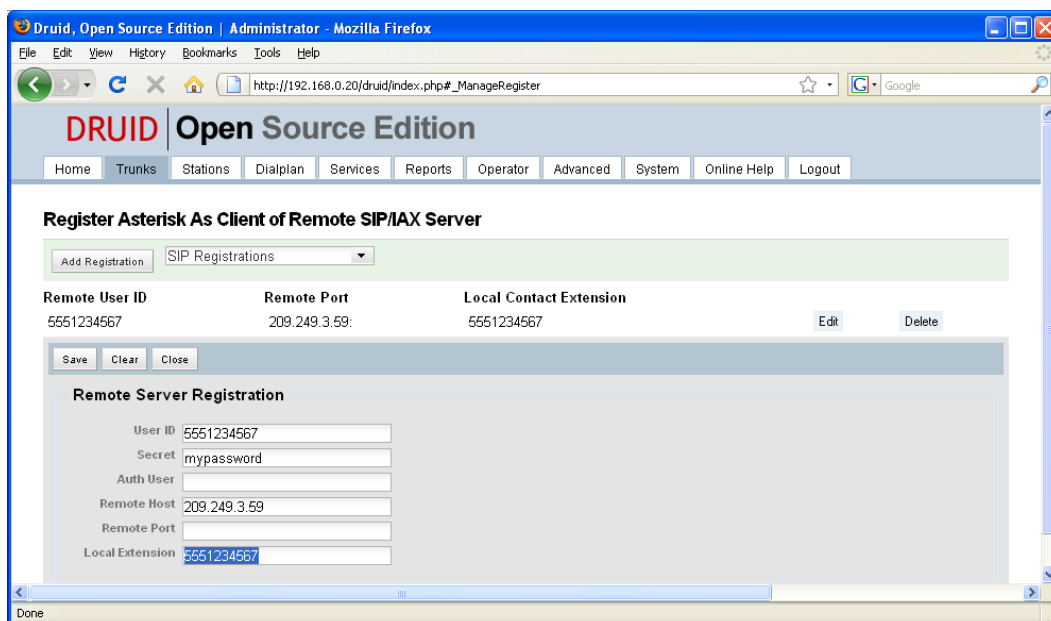 Druid, Open Source Edition | Administrator - Mozilla Firefox
File Edit View History Bookmarks Tools Help
http://192.168.0.20/druid/index.php#_ManageRegister G Google
DRUID Open Source Edition
Home Trunks Stations Dialplan Services Reports Operator Advanced System Online Help Logout
Register Asterisk As Client of Remote SIP/IAX Server
Add Registration SIP Registrations
Remote User ID Remote Port Local Contact Extension
5551234567 209.249.3.59: 5551234567 Edit Delete
Save Clear Close
Remote Server Registration
User ID 5551234567
Secret mypassword
Auth User
Remote Host 209.249.3.59
Remote Port
Local Extension 5551234567
Done